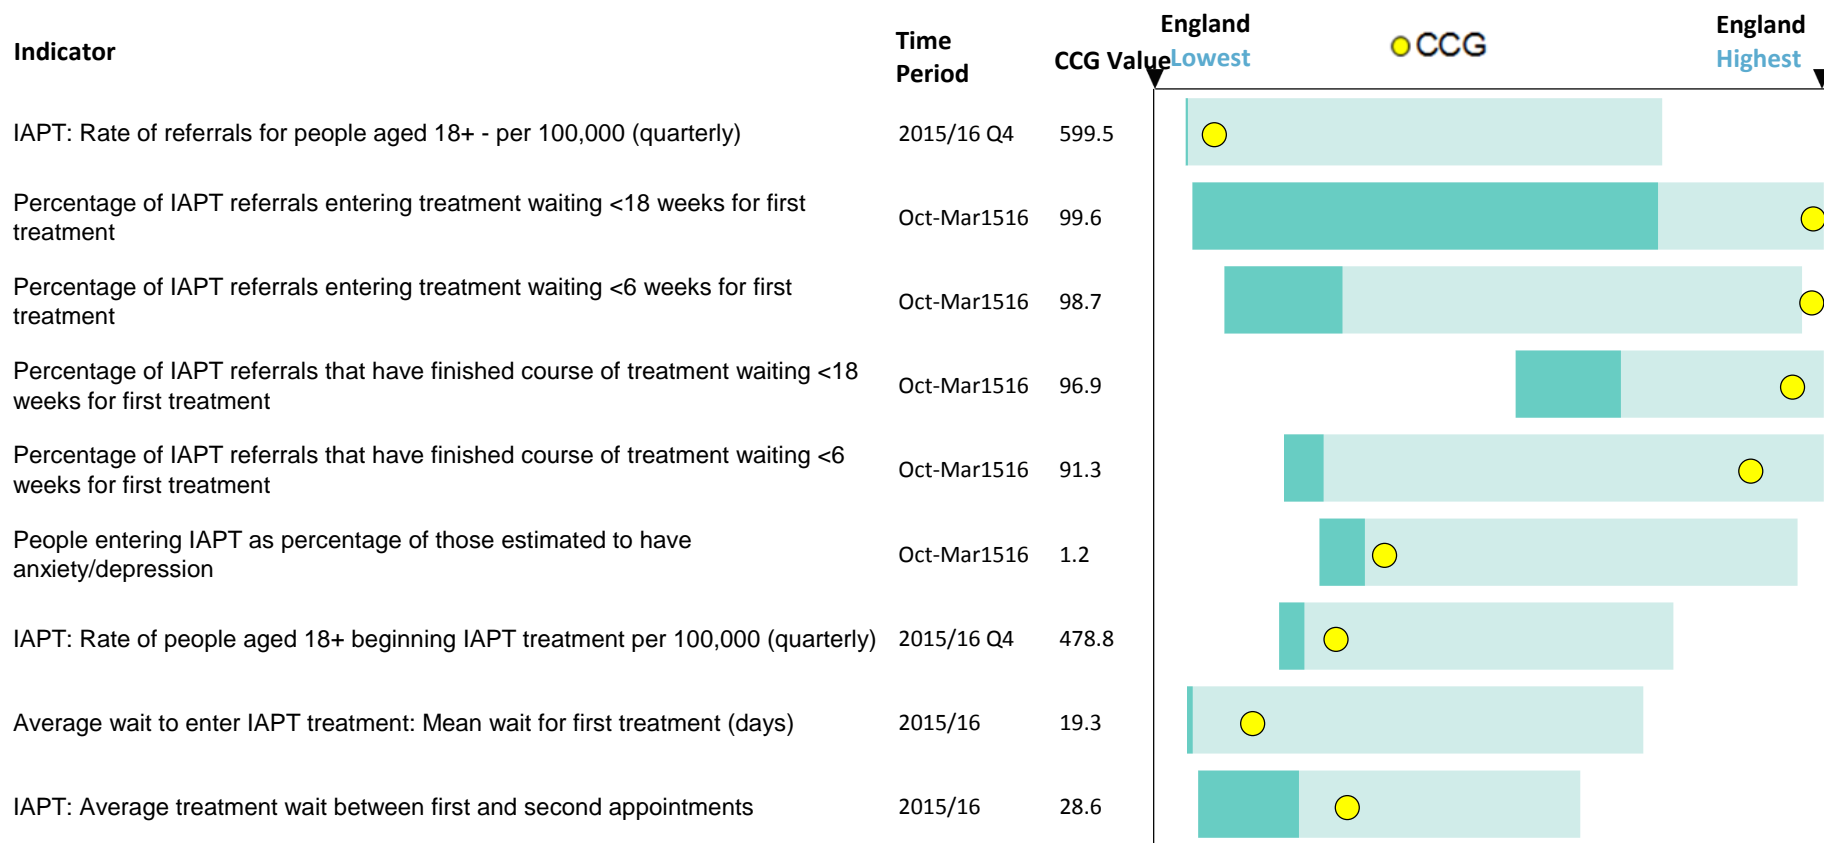 Indicator
Time
Period
CCG Value
England
Lowest
CCG
England
Highest
IAPT: Rate of referrals for people aged 18+ - per 100,000 (quarterly) 2015/16 Q4 599.5
Percentage of IAPT referrals entering treatment waiting <18 weeks for first
treatment
Oct-Mar1516 99.6
Percentage of IAPT referrals entering treatment waiting <6 weeks for first
treatment
Oct-Mar1516 98.7
Percentage of IAPT referrals that have finished course of treatment waiting <18
weeks for first treatment
Oct-Mar1516 96.9
Percentage of IAPT referrals that have finished course of treatment waiting <6
weeks for first treatment
Oct-Mar1516 91.3
People entering IAPT as percentage of those estimated to have
anxiety/depression
Oct-Mar1516 1.2
IAPT: Rate of people aged 18+ beginning IAPT treatment per 100,000 (quarterly) 2015/16 Q4 478.8
Average wait to enter IAPT treatment: Mean wait for first treatment (days) 2015/16 19.3
IAPT: Average treatment wait between first and second appointments 2015/16 28.6